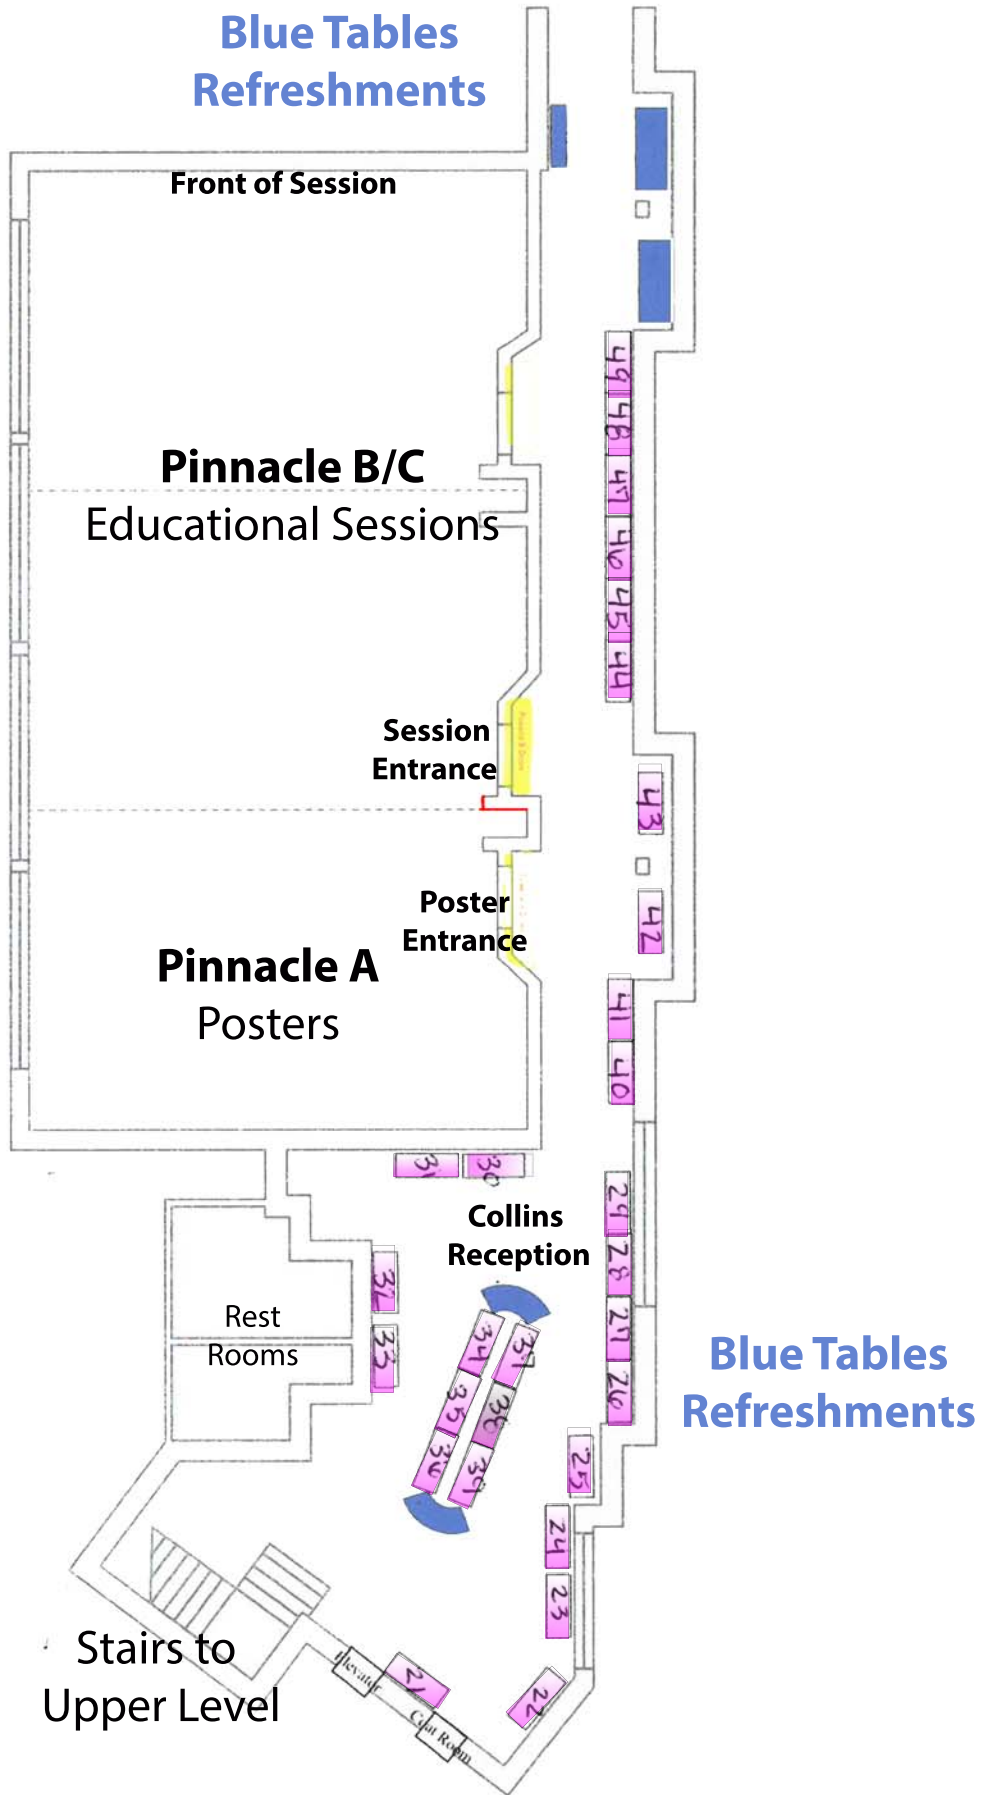 Blue Tables
Refreshments
Front of Session
49
48
47
46
45
44
Pinnacle B/C
Educational Sessions
Session
Entrance
43
42
Poster
Entrance
Pinnacle A
Posters
41
40
31
30
29
28
27
26
Collins
Reception
32
33
Rest
Rooms
34
35
36
37
38
39
Blue Tables
Refreshments
25
24
23
Stairs to
Upper Level
Elevator
21
22
Coat Room